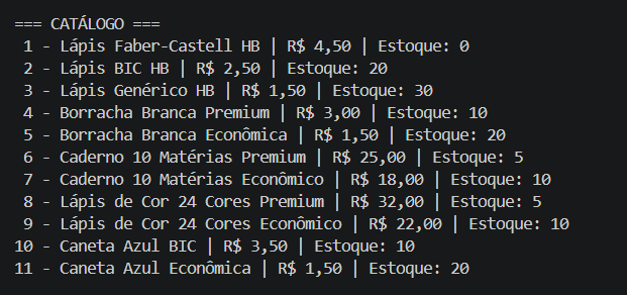 === CATÁLOGO ===
1 - Lápis Faber-Castell HB | R$ 4,50 | Estoque: 0
2 - Lápis BIC HB | R$ 2,50 | Estoque: 20
3 - Lápis Genérico HB | R$ 1,50 | Estoque: 30
4 - Borracha Branca Premium | R$ 3,00 | Estoque: 10
5 - Borracha Branca Econômica | R$ 1,50 | Estoque: 20
6 - Caderno 10 Matérias Premium | R$ 25,00 | Estoque: 5
7 - Caderno 10 Matérias Econômico | R$ 18,00 | Estoque: 10
8 - Lápis de Cor 24 Cores Premium | R$ 32,00 | Estoque: 5
9 - Lápis de Cor 24 Cores Econômico | R$ 22,00 | Estoque: 10
10 - Caneta Azul BIC | R$ 3,50 | Estoque: 10
11 - Caneta Azul Econômica | R$ 1,50 | Estoque: 20